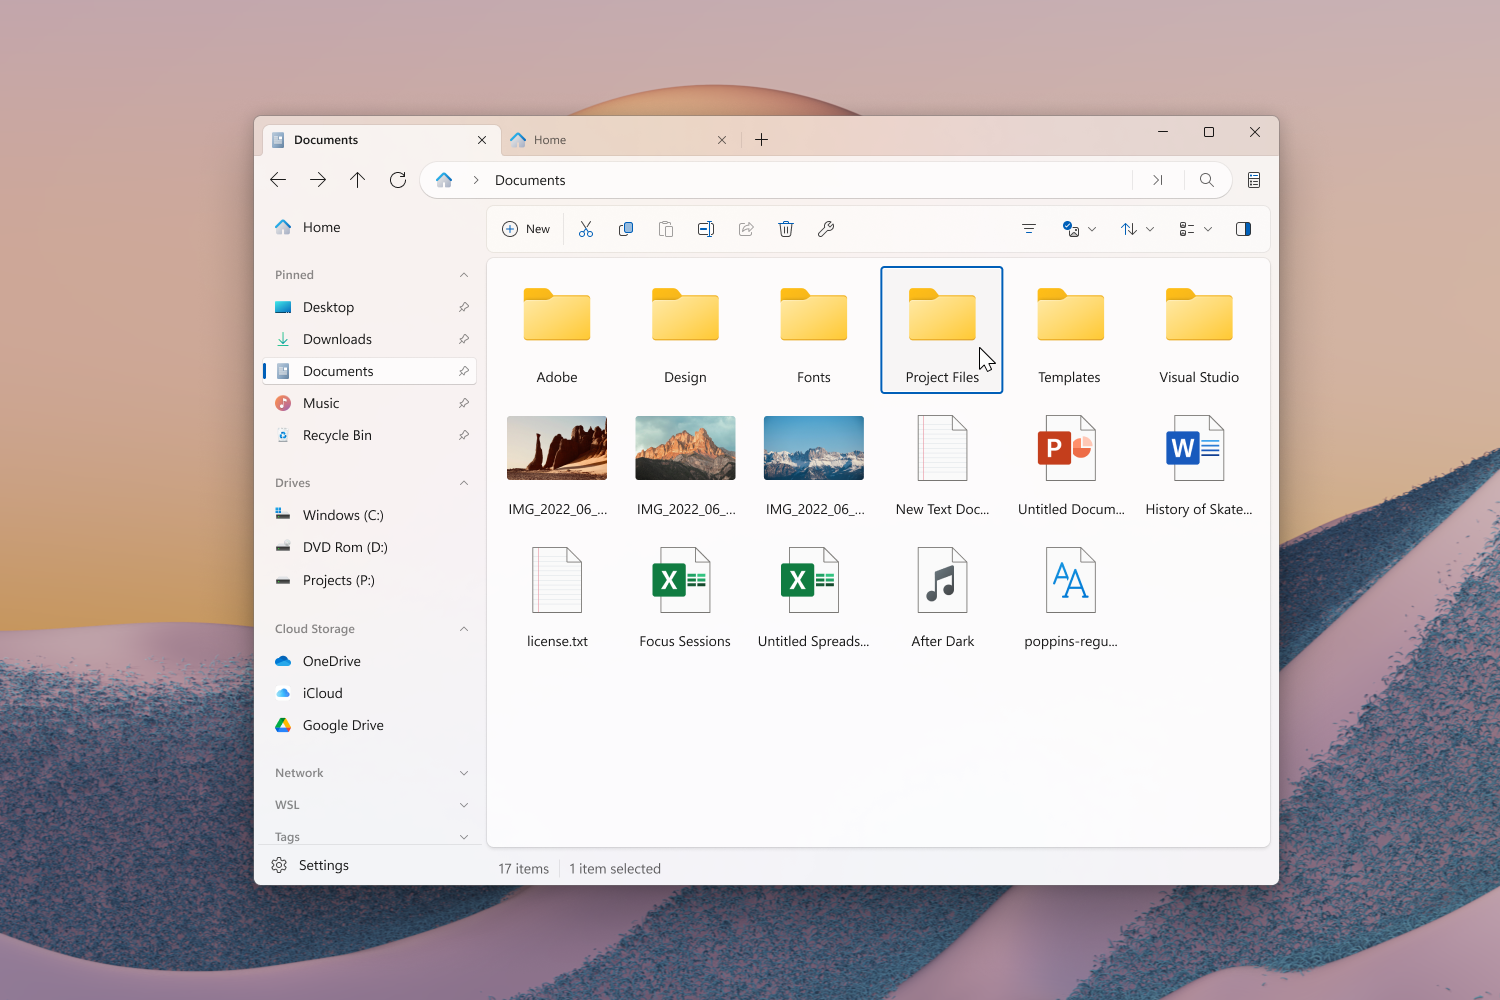 Documents
Home
Documents
Home
New
Pinned
Desktop
Downloads
Documents
Music
Recycle Bin
Drives
Windows (C:)
DVD Rom (D:)
Projects (P:)
Cloud Storage
OneDrive
iCloud
Google Drive
Network
WSL
Tags
Settings
Adobe
Design
Fonts
Project Files
Templates
Visual Studio
IMG_2022_06_...
IMG_2022_06_...
IMG_2022_06_...
New Text Doc...
P
Untitled Docum...
W
History of Skate...
license.txt
X
Focus Sessions
X
Untitled Spreads...
After Dark
AA
poppins-regu...
17 items
1 item selected